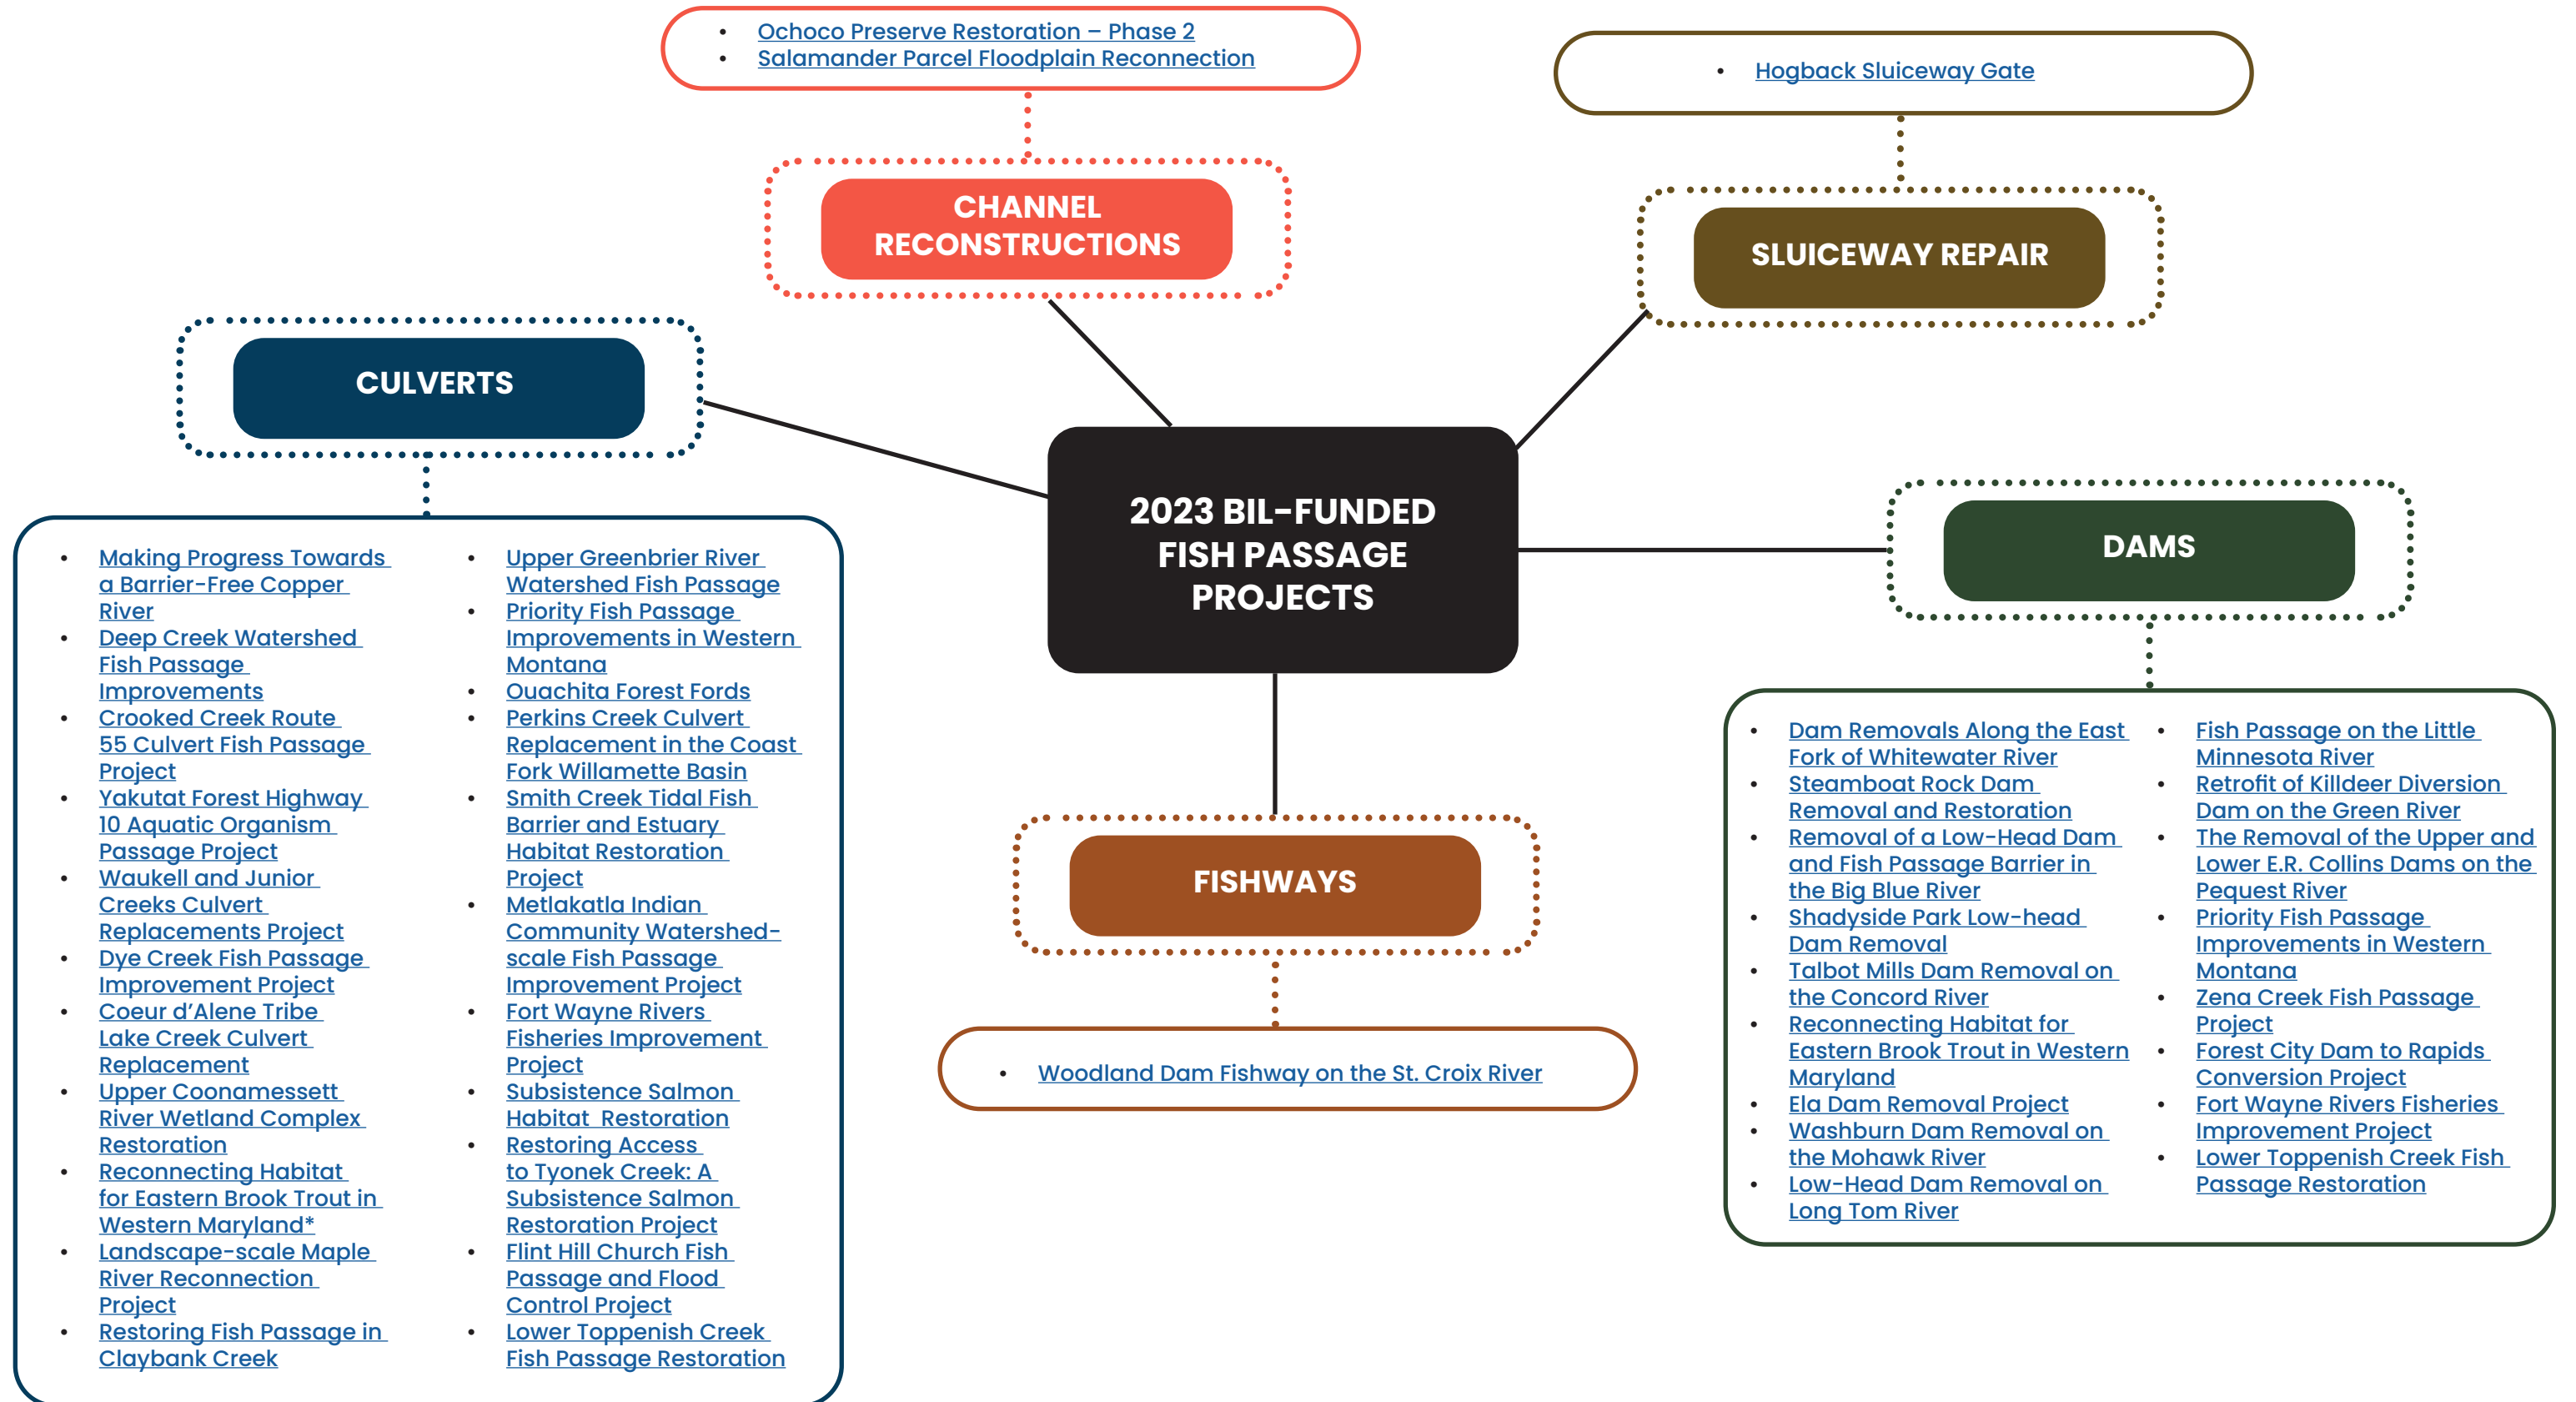 • Ochoco Preserve Restoration – Phase 2
• Salamander Parcel Floodplain Reconnection
CHANNEL
RECONSTRUCTIONS
• Hogback Sluiceway Gate
SLUICEWAY REPAIR
CULVERTS
• Making Progress Towards
a Barrier-Free Copper
River
• Deep Creek Watershed
Fish Passage
Improvements
• Crooked Creek Route
55 Culvert Fish Passage
Project
• Yakutat Forest Highway
10 Aquatic Organism
Passage Project
• Waukell and Junior
Creeks Culvert
Replacements Project
• Dye Creek Fish Passage
Improvement Project
• Coeur d’Alene Tribe
Lake Creek Culvert
Replacement
• Upper Coonamessett
River Wetland Complex
Restoration
• Reconnecting Habitat
for Eastern Brook Trout in
Western Maryland*
• Landscape-scale Maple
River Reconnection
Project
• Restoring Fish Passage in
Claybank Creek
• Upper Greenbrier River
Watershed Fish Passage
• Priority Fish Passage
Improvements in Western
Montana
• Ouachita Forest Fords
• Perkins Creek Culvert
Replacement in the Coast
Fork Willamette Basin
• Smith Creek Tidal Fish
Barrier and Estuary
Habitat Restoration
Project
• Metlakatla Indian
Community Watershed-
scale Fish Passage
Improvement Project
• Fort Wayne Rivers
Fisheries Improvement
Project
• Subsistence Salmon
Habitat  Restoration
• Restoring Access
to Tyonek Creek: A
Subsistence Salmon
Restoration Project
• Flint Hill Church Fish
Passage and Flood
Control Project
• Lower Toppenish Creek
Fish Passage Restoration
2023 BIL-FUNDED
FISH PASSAGE
PROJECTS
FISHWAYS
• Woodland Dam Fishway on the St. Croix River
DAMS
• Dam Removals Along the East
Fork of Whitewater River
• Steamboat Rock Dam
Removal and Restoration
• Removal of a Low-Head Dam
and Fish Passage Barrier in
the Big Blue River
• Shadyside Park Low-head
Dam Removal
• Talbot Mills Dam Removal on
the Concord River
• Reconnecting Habitat for
Eastern Brook Trout in Western
Maryland
• Ela Dam Removal Project
• Washburn Dam Removal on
the Mohawk River
• Low-Head Dam Removal on
Long Tom River
• Fish Passage on the Little
Minnesota River
• Retrofit of Killdeer Diversion
Dam on the Green River
• The Removal of the Upper and
Lower E.R. Collins Dams on the
Pequest River
• Priority Fish Passage
Improvements in Western
Montana
• Zena Creek Fish Passage
Project
• Forest City Dam to Rapids
Conversion Project
• Fort Wayne Rivers Fisheries
Improvement Project
• Lower Toppenish Creek Fish
Passage Restoration